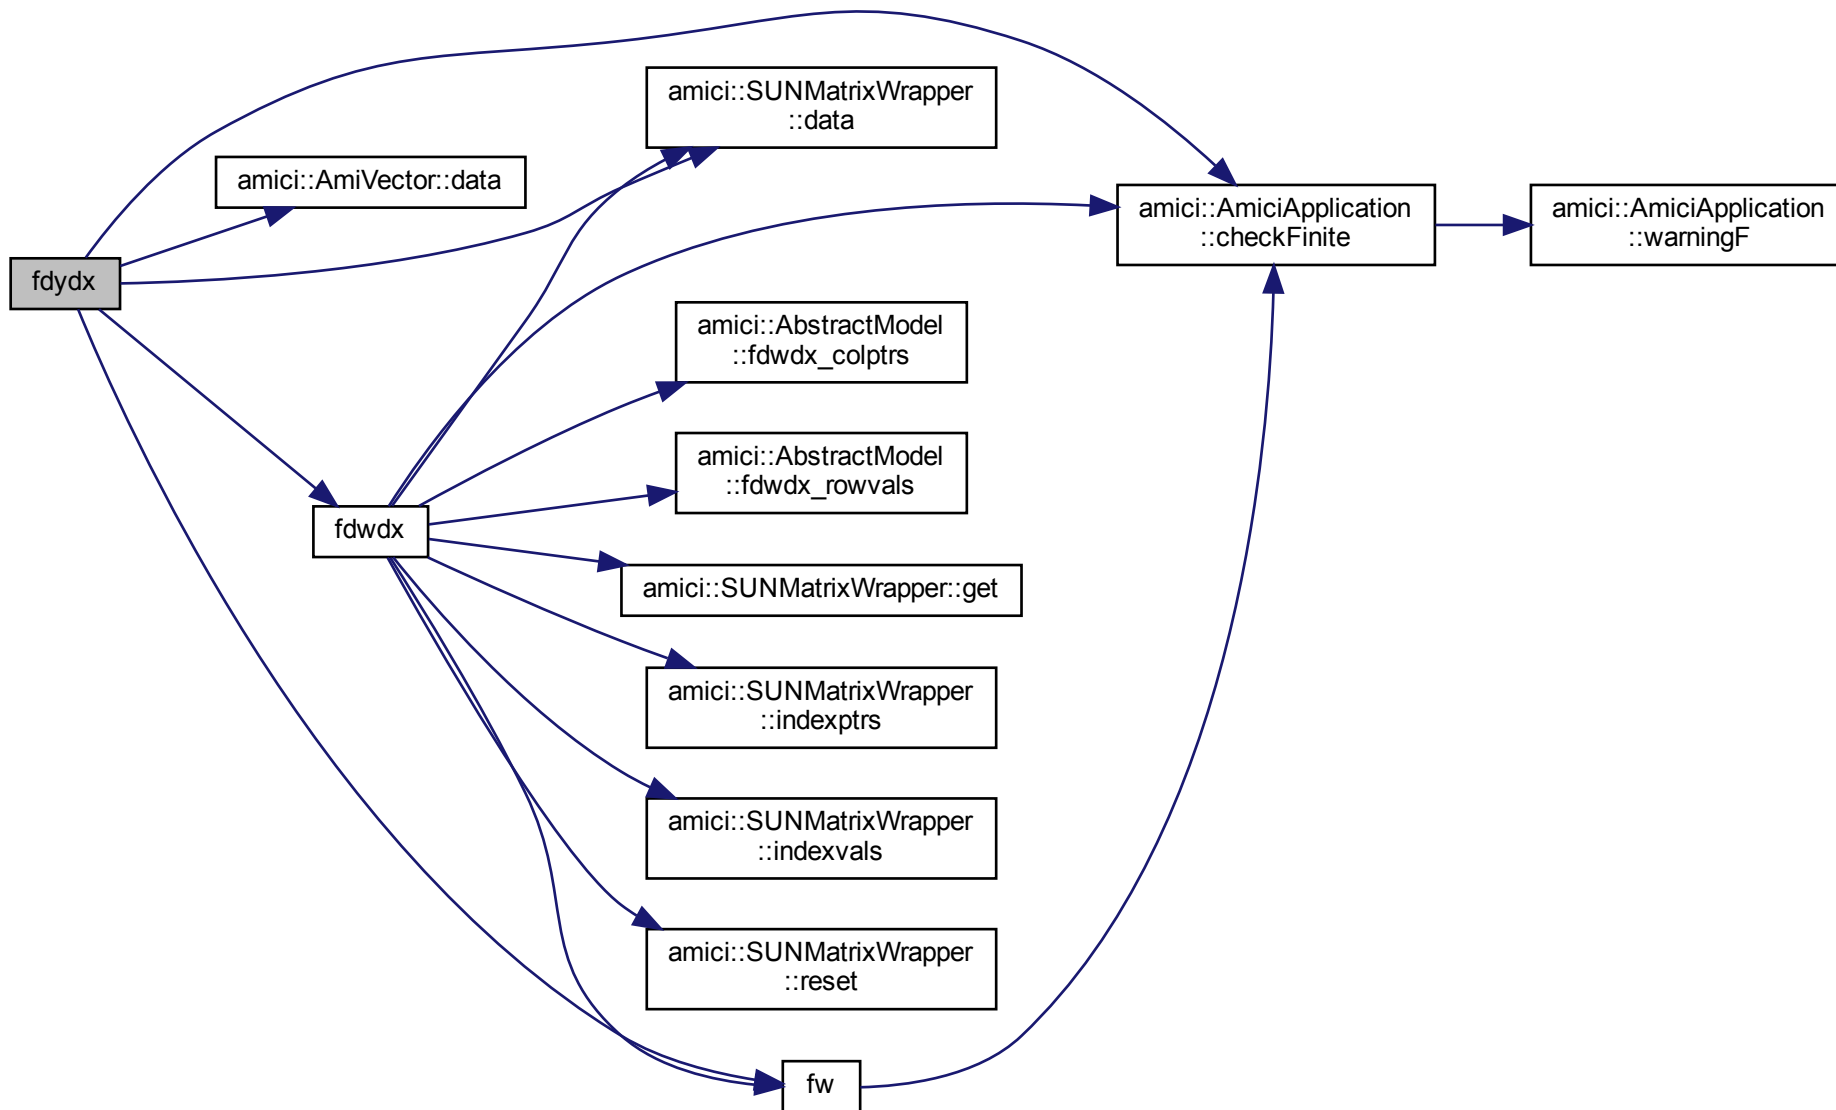 amici::SUNMatrixWrapper
::data
amici::AmiVector::data
amici::AmiciApplication
::checkFinite
amici::AmiciApplication
::warningF
fdydx
amici::AbstractModel
::fdwdx_colptrs
amici::AbstractModel
::fdwdx_rowvals
fdwdx
amici::SUNMatrixWrapper::get
amici::SUNMatrixWrapper
::indexptrs
amici::SUNMatrixWrapper
::indexvals
amici::SUNMatrixWrapper
::reset
fw